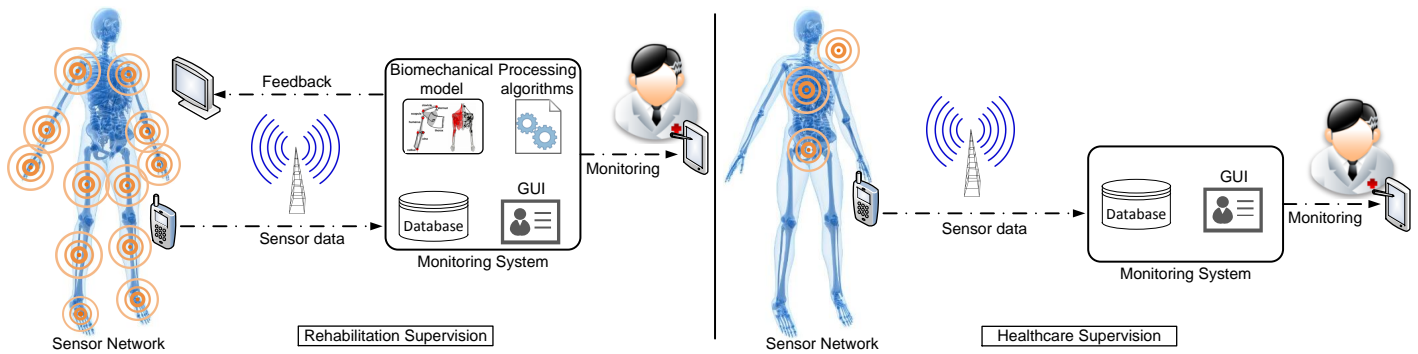 Feedback
Biomechanical
model
Processing
algorithms
Monitoring
GUI
Database
Sensor data
Monitoring System
Rehabilitation Supervision
Sensor Network
GUI
Database
Sensor data
Monitoring
Monitoring System
Healthcare Supervision
Sensor Network